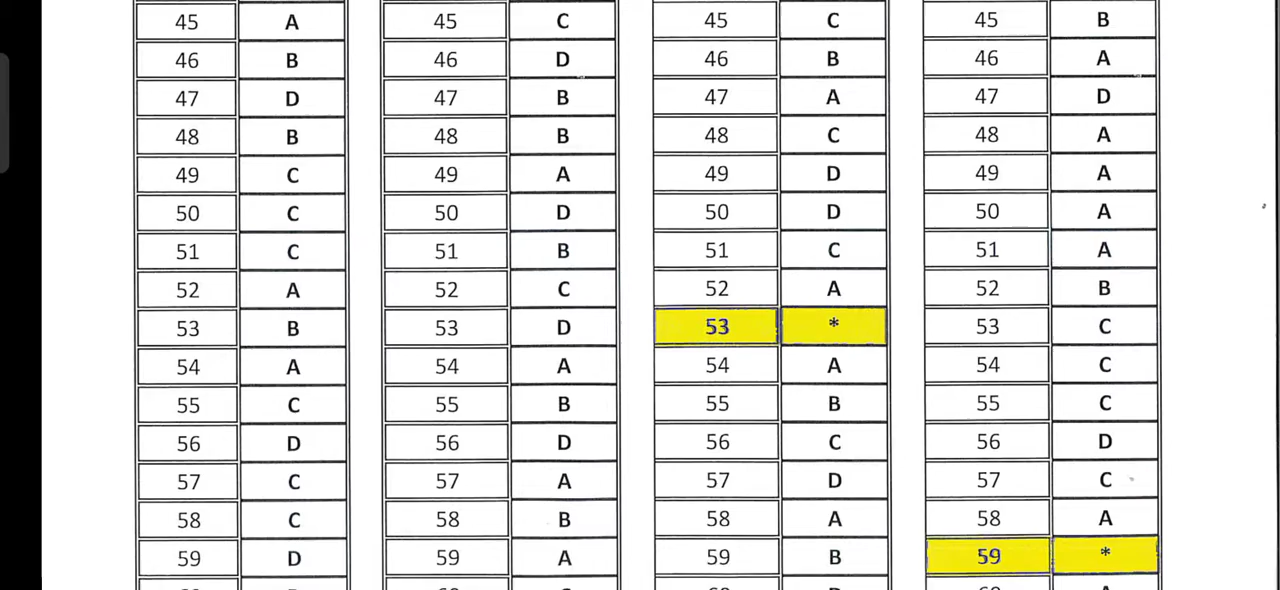 45 A 45 C 45 C 45 B
46 B 46 D 46 B 46 A
47 D 47 B 47 A 47 D
48 B 48 B 48 C 48 A
49 C 49 A 49 D 49 A
50 C 50 D 50 D 50 A
51 C 51 B 51 C 51 A
52 A 52 C 52 A 52 B
53 B 53 D 53 * 53 C
54 A 54 A 54 A 54 C
55 C 55 B 55 B 55 C
56 D 56 D 56 C 56 D
57 C 57 A 57 D 57 C
58 C 58 B 58 A 58 A
59 D 59 A 59 B 59 *